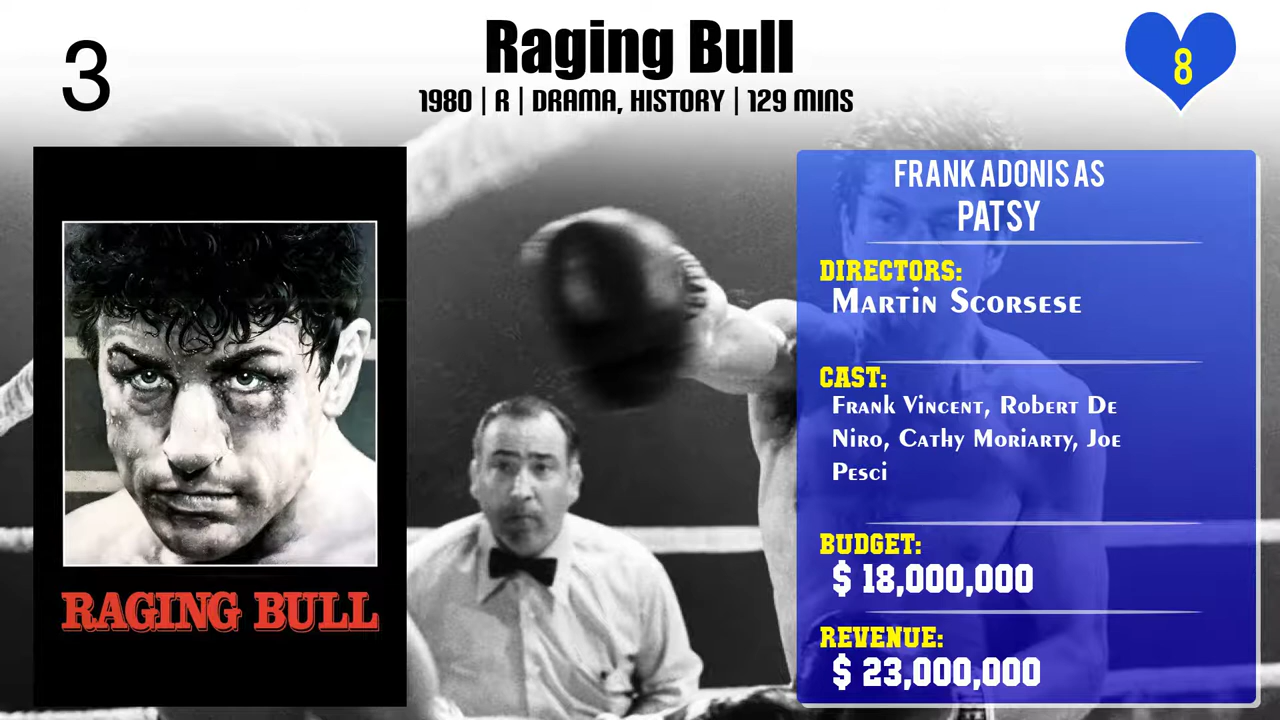 3
Raging Bull
8
1980 | R | DRAMA, HISTORY | 129 MINS
RAGING BULL
FRANK ADONIS AS
PATSY
DIRECTORS:
Martin Scorsese
CAST:
Frank Vincent, Robert De
Niro, Cathy Moriarty, Joe
Pesci
BUDGET:
$ 18,000,000
REVENUE:
$ 23,000,000